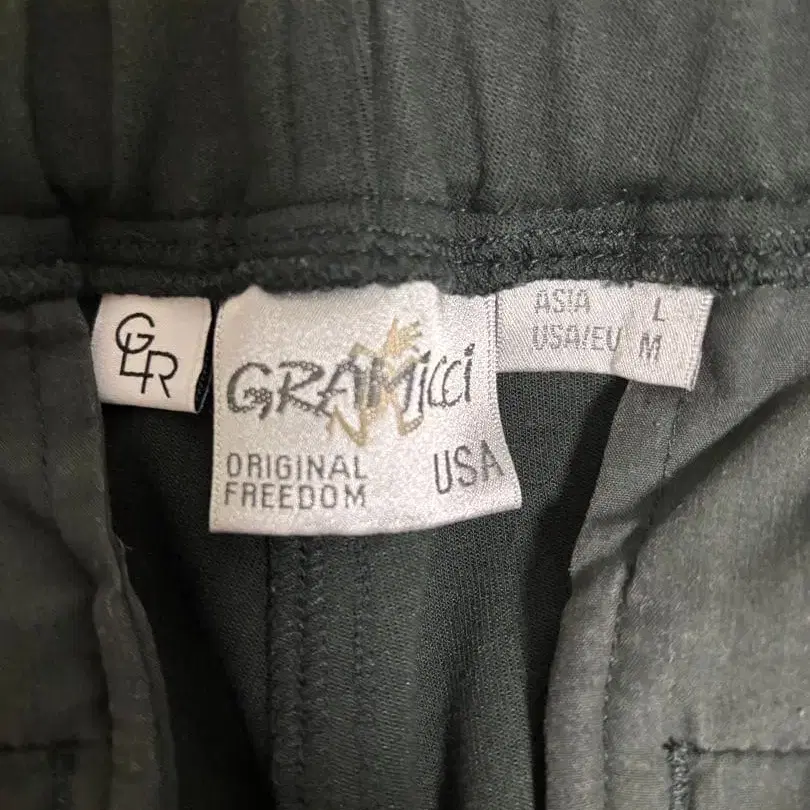 GLR
GRAMiCCi
ORIGINAL
FREEDOM
USA
ASIA L
USA/EU M